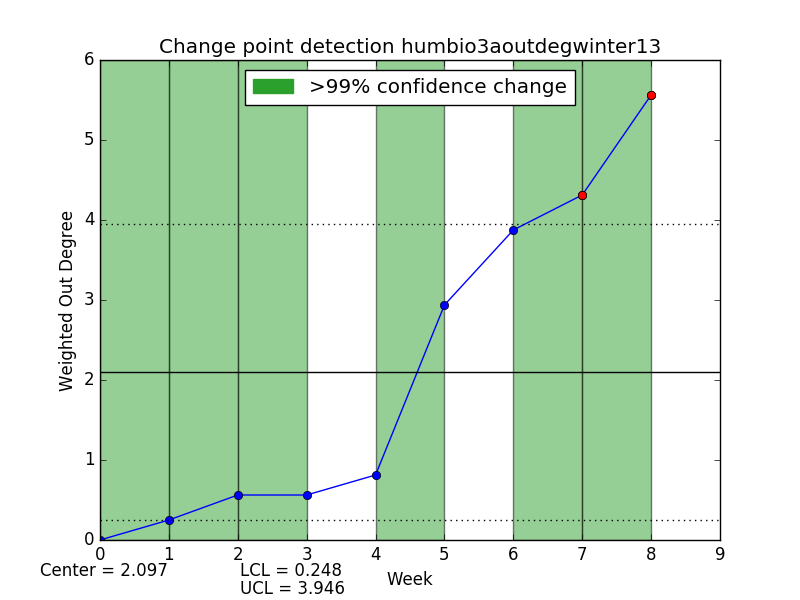 Change point detection humbio3aoutdegwinter13
>99% confidence change
Weighted Out Degree
6
5
4
3
2
1
0
0 1 2 3 4 5 6 7 8 9
Center = 2.097 LCL = 0.248
Week
UCL = 3.946